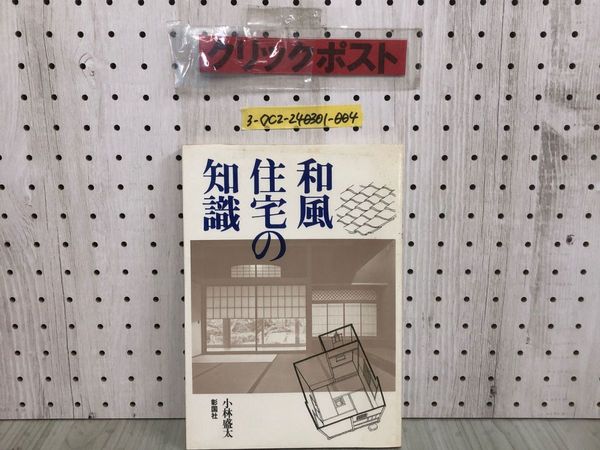 クリックポスト
3-QC2-240301-004
和風
住宅の
知識
小林盛太
彰国社